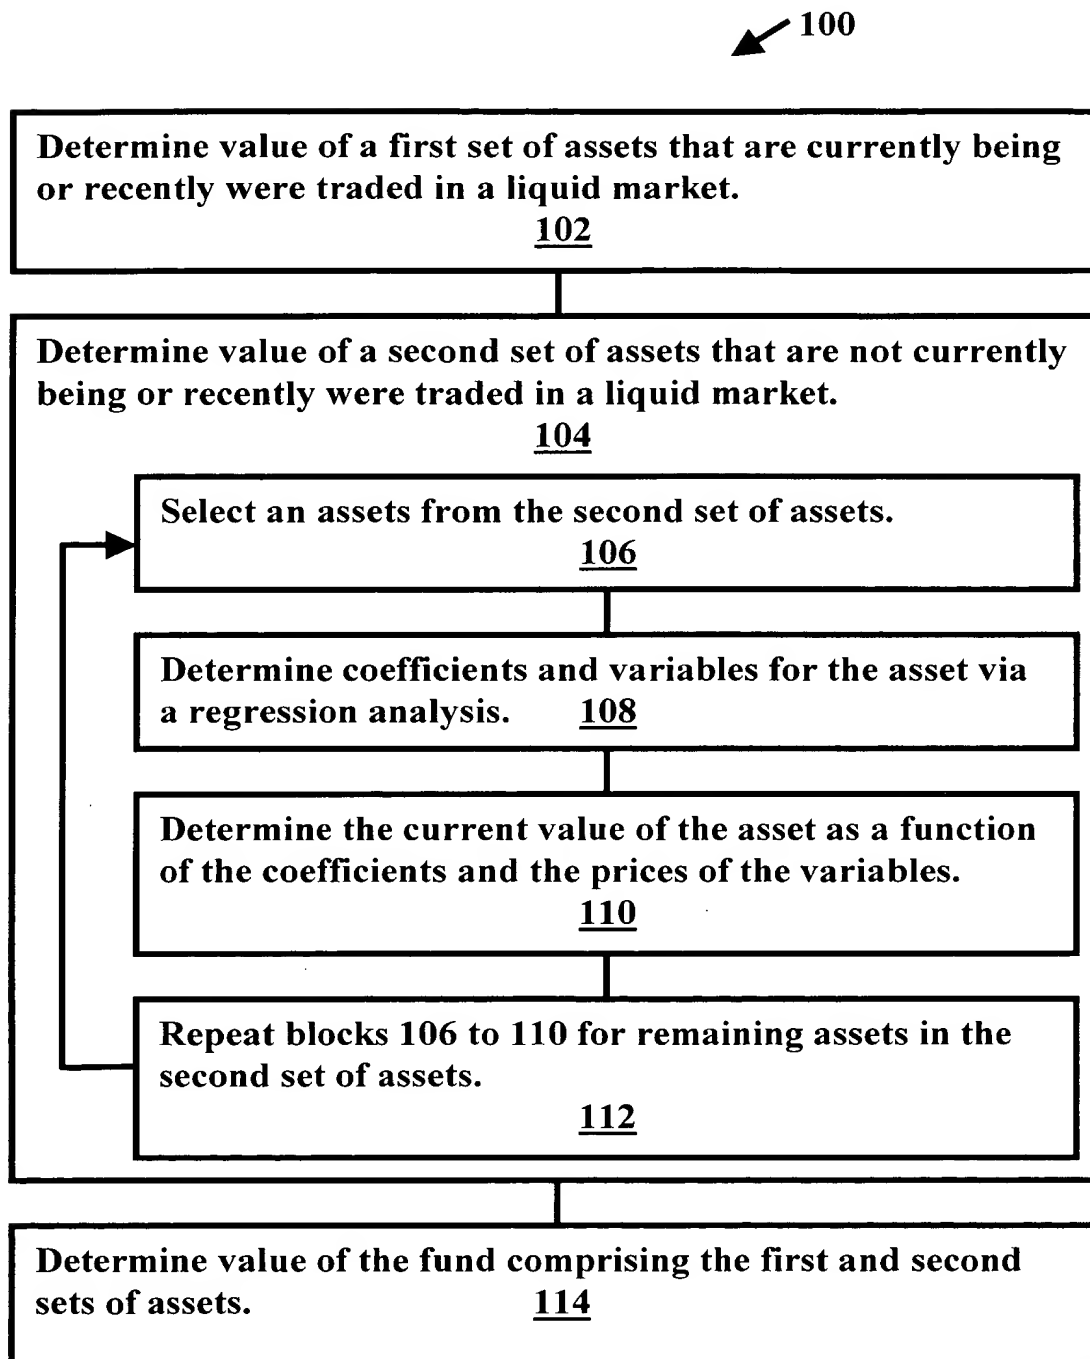 100
Determine value of a first set of assets that are currently being
or recently were traded in a liquid market.
102
Determine value of a second set of assets that are not currently
being or recently were traded in a liquid market.
104
Select an assets from the second set of assets.
106
Determine coefficients and variables for the asset via
a regression analysis. 108
Determine the current value of the asset as a function
of the coefficients and the prices of the variables.
110
Repeat blocks 106 to 110 for remaining assets in the
second set of assets.
112
Determine value of the fund comprising the first and second
sets of assets. 114